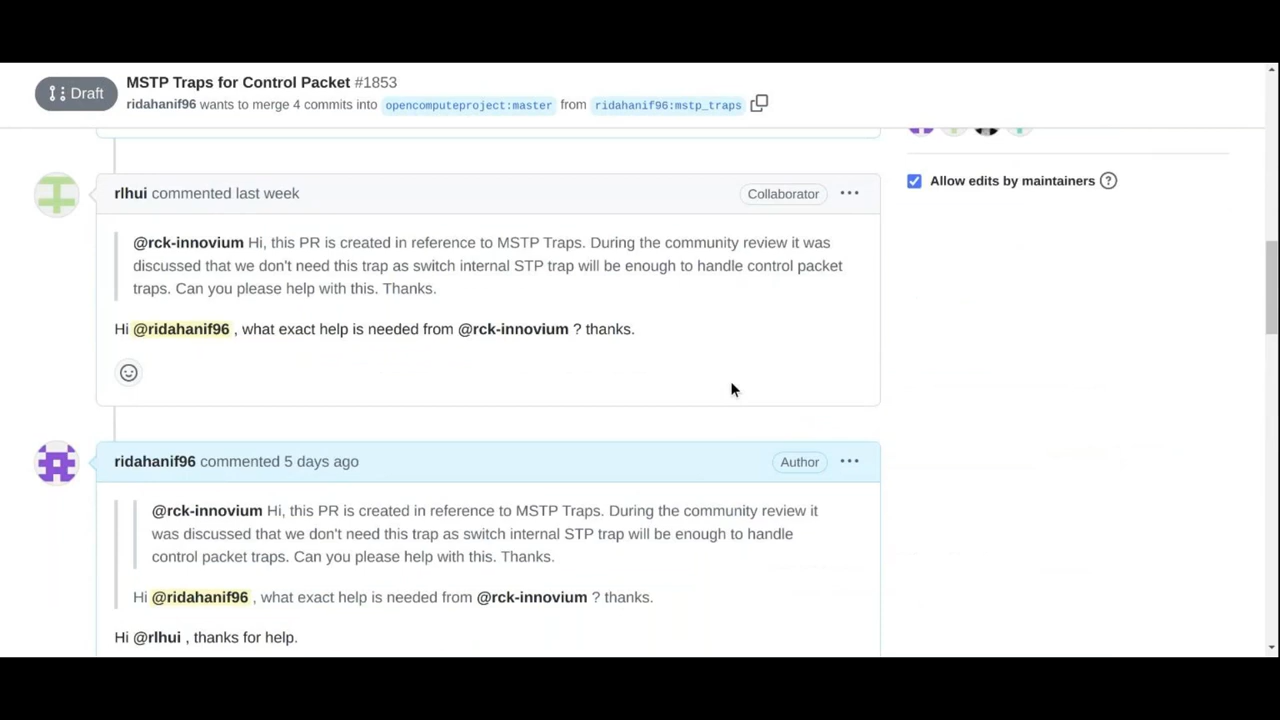 Draft
MSTP Traps for Control Packet #1853
ridahanif96 wants to merge 4 commits into opencomputeproject:master from ridahanif96:mstp_traps
Allow edits by maintainers
rlhui commented last week
Collaborator
@rck-innovium Hi, this PR is created in reference to MSTP Traps. During the community review it was
discussed that we don't need this trap as switch internal STP trap will be enough to handle control packet
traps. Can you please help with this. Thanks.
Hi @ridahanif96 , what exact help is needed from @rck-innovium ? thanks.
ridahanif96 commented 5 days ago
Author
@rck-innovium Hi, this PR is created in reference to MSTP Traps. During the community review it
was discussed that we don't need this trap as switch internal STP trap will be enough to handle
control packet traps. Can you please help with this. Thanks.
Hi @ridahanif96 , what exact help is needed from @rck-innovium ? thanks.
Hi @rlhui , thanks for help.